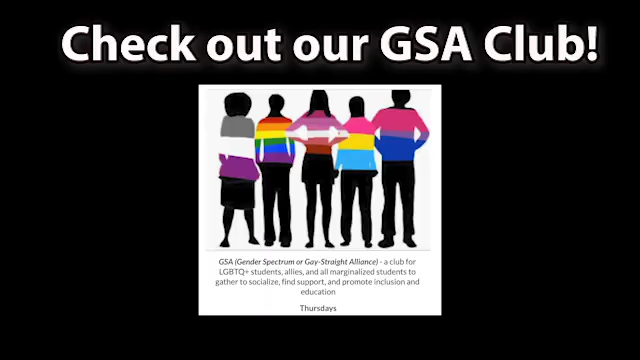 Check out our GSA Club!
GSA (Gender Spectrum or Gay-Straight Alliance) - a club for
LGBTQ+ students, allies, and all marginalized students to
gather to socialize, find support, and promote inclusion and
education
Thursdays